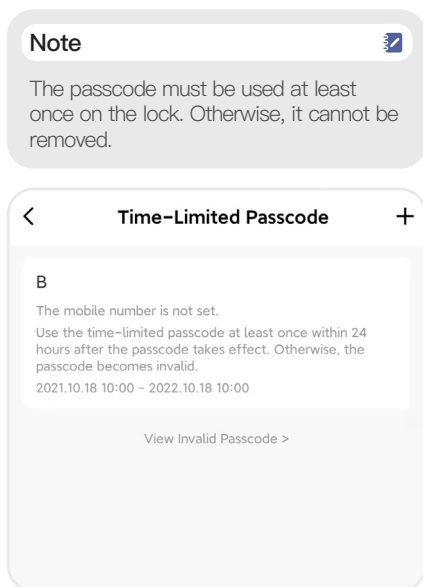 Note
The passcode must be used at least
once on the lock. Otherwise, it cannot be
removed.
< Time-Limited Passcode +
B
The mobile number is not set.
Use the time-limited passcode at least once within 24
hours after the passcode takes effect. Otherwise, the
passcode becomes invalid.
2021.10.18 10:00 - 2022.10.18 10:00
View Invalid Passcode >